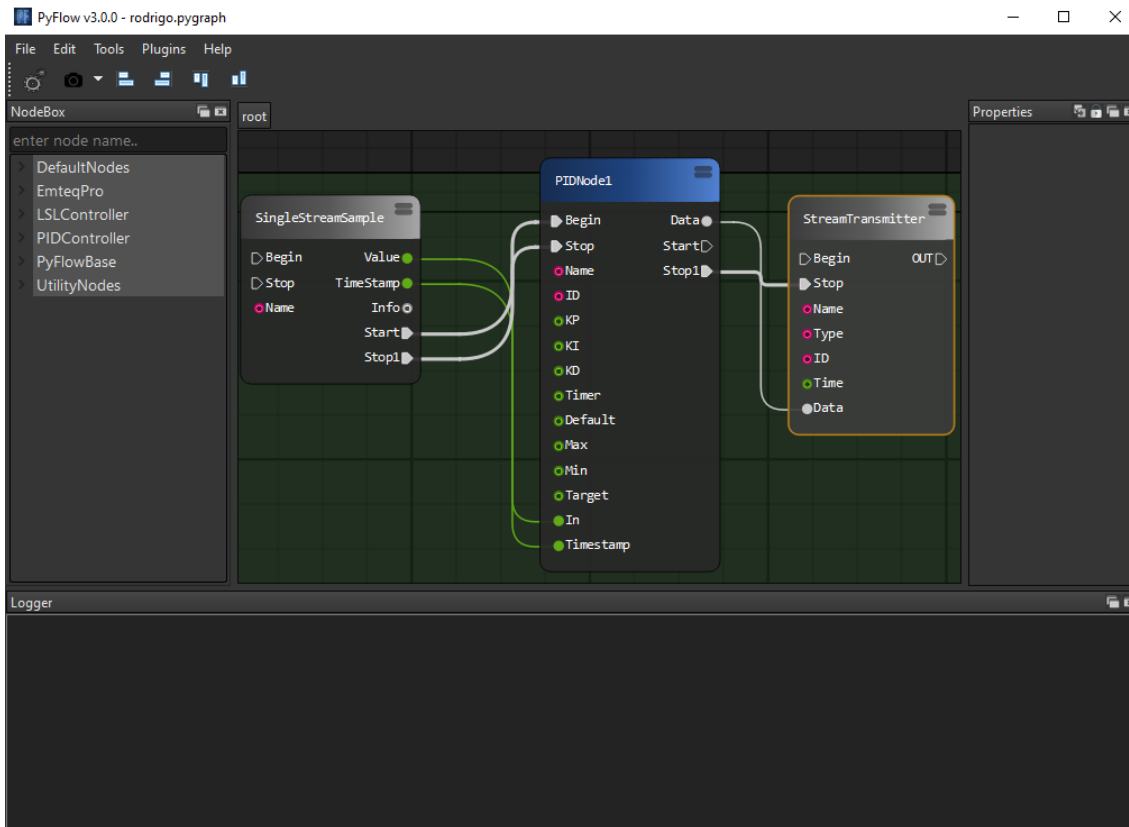 PyFlow v3.0.0 - rodrigo.pygraph
File Edit Tools Plugins Help
NodeBox
enter node name..
DefaultNodes
EmteqPro
LSLController
PIDController
PyFlowBase
UtilityNodes
root
SingleStreamSample
Begin Value
Stop TimeStamp
Name Info
Start
Stop1
PIDNode1
Begin Data
Stop Start
Name Stop1
ID
KP
KI
KD
Timer
Default
Max
Min
Target
In
Timestamp
StreamTransmitter
Begin OUT
Stop
Name
Type
ID
Time
Data
Properties
Logger